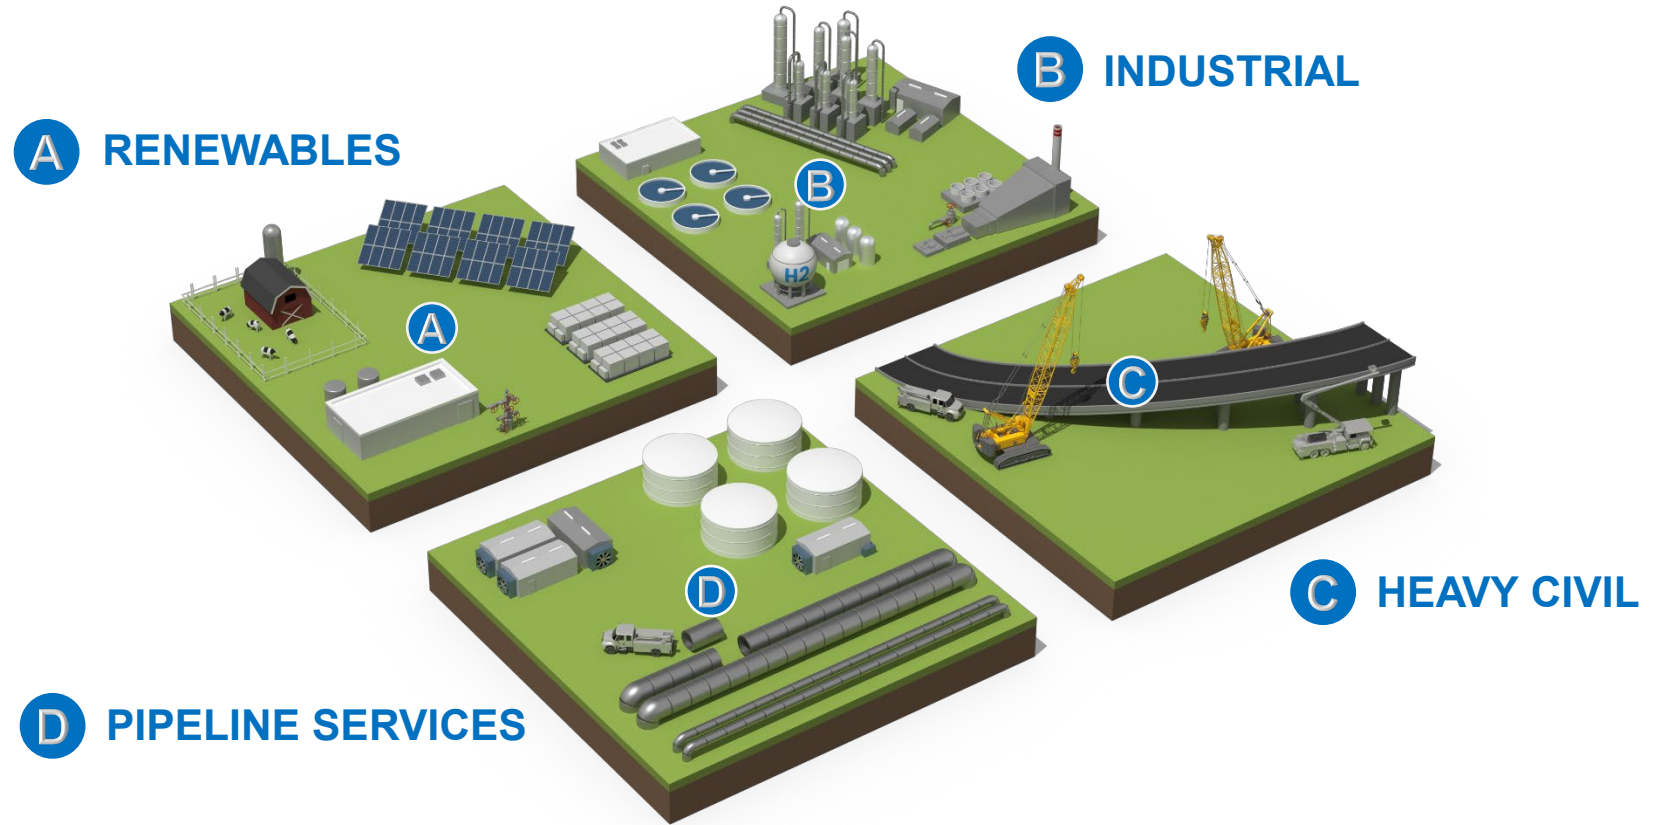 B INDUSTRIAL
A RENEWABLES
B
H2
A
C
D
C HEAVY CIVIL
D PIPELINE SERVICES